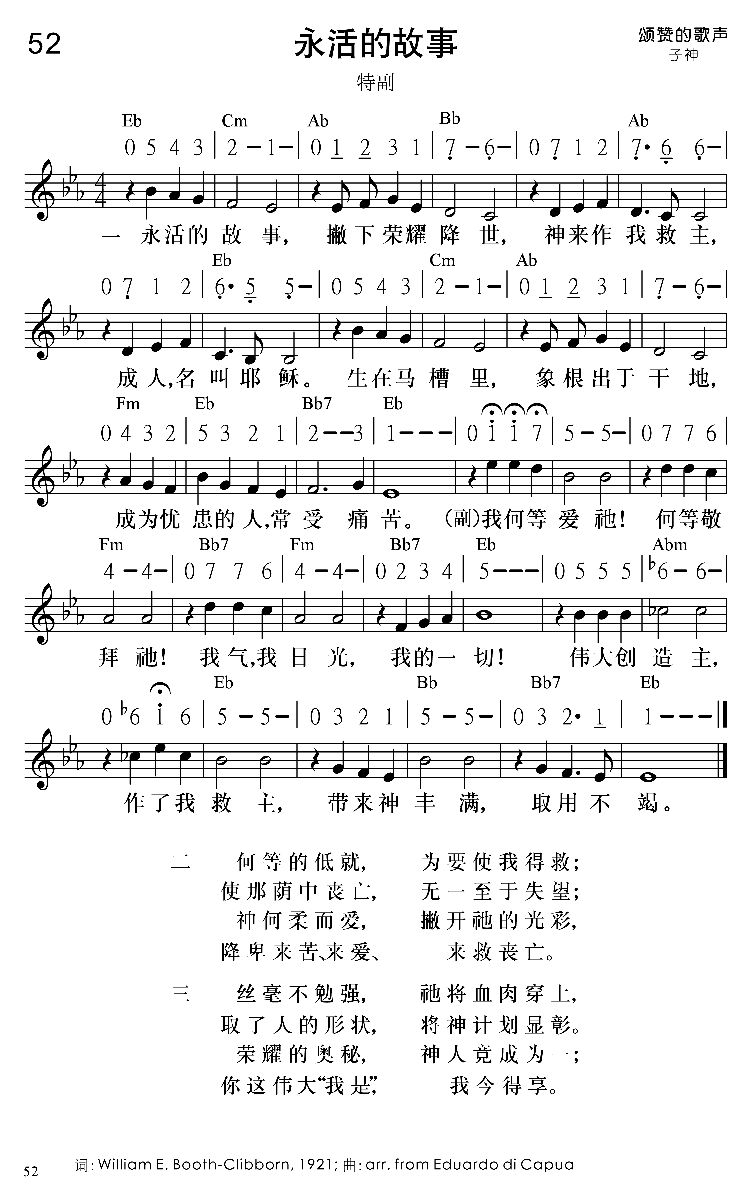 52
永活的故事
颂赞的歌声
子神
特副
Eb Cm Ab Bb Ab
0 5 4 3 | 2 – 1 – | 0 1 2 3 1 | 7 – 6 – | 0 7 1 2 | 7· 6 6 – |
一 永活的 故 事, 撇下荣耀 降 世, 神来作 我 救 主,
Eb Cm Ab
0 7 1 2 | 6· 5 5 – | 0 5 4 3 | 2 – 1 – | 0 1 2 3 1 | 7 – 6 – |
成 人,名 叫 耶 稣。 生在马 槽 里, 象根出于 干 地,
Fm Eb Bb7 Eb
0 4 3 2 | 5 3 2 1 | 2 – – 3 | 1 – – – | 0 1 1 7 | 5 – 5 – | 0 7 7 6
成为忧 患的人,常 受 痛 苦。 (副)我何等 爱 祂! 何等敬
Fm Bb7 Fm Bb7 Eb Abm
4 – 4 – | 0 7 7 6 | 4 – 4 – | 0 2 3 4 | 5 – – – | 0 5 5 5 | b6 – 6 – |
拜 祂! 我气,我 日 光, 我的一 切! 伟大创 造 主,
Eb Bb Bb7 Eb
0 b6 1 6 | 5 – 5 – | 0 3 2 1 | 5 – 5 – | 0 3 2· 1 | 1 – – – ‖
作了我 救 主, 带来神 丰 满, 取用不 竭。
二 何等的低就, 为要使我得救;
使那荫中丧亡, 无一至于失望;
神何柔而爱, 撇开祂的光彩,
降卑来苦、来爱、 来救丧亡。
三 丝毫不勉强, 祂将血肉穿上,
取了人的形状, 将神计划显彰。
荣耀的奥秘, 神人竟成为一;
你这伟大“我是”, 我今得享。
52 词: William E. Booth-Clibborn, 1921; 曲: arr. from Eduardo di Capua